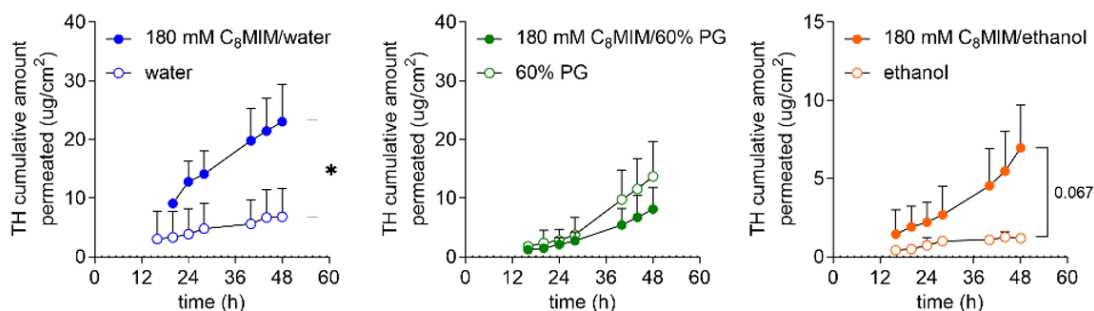 TH cumulative amount
permeated (ug/cm²)
40
30
20
10
0
180 mM C₈MIM/water
water
*
0 12 24 36 48 60
time (h)
TH cumulative amount
permeated (ug/cm²)
40
30
20
10
0
180 mM C₈MIM/60% PG
60% PG
0 12 24 36 48 60
time (h)
TH cumulative amount
permeated (ug/cm²)
15
10
5
0
180 mM C₈MIM/ethanol
ethanol
0.067
0 12 24 36 48 60
time (h)